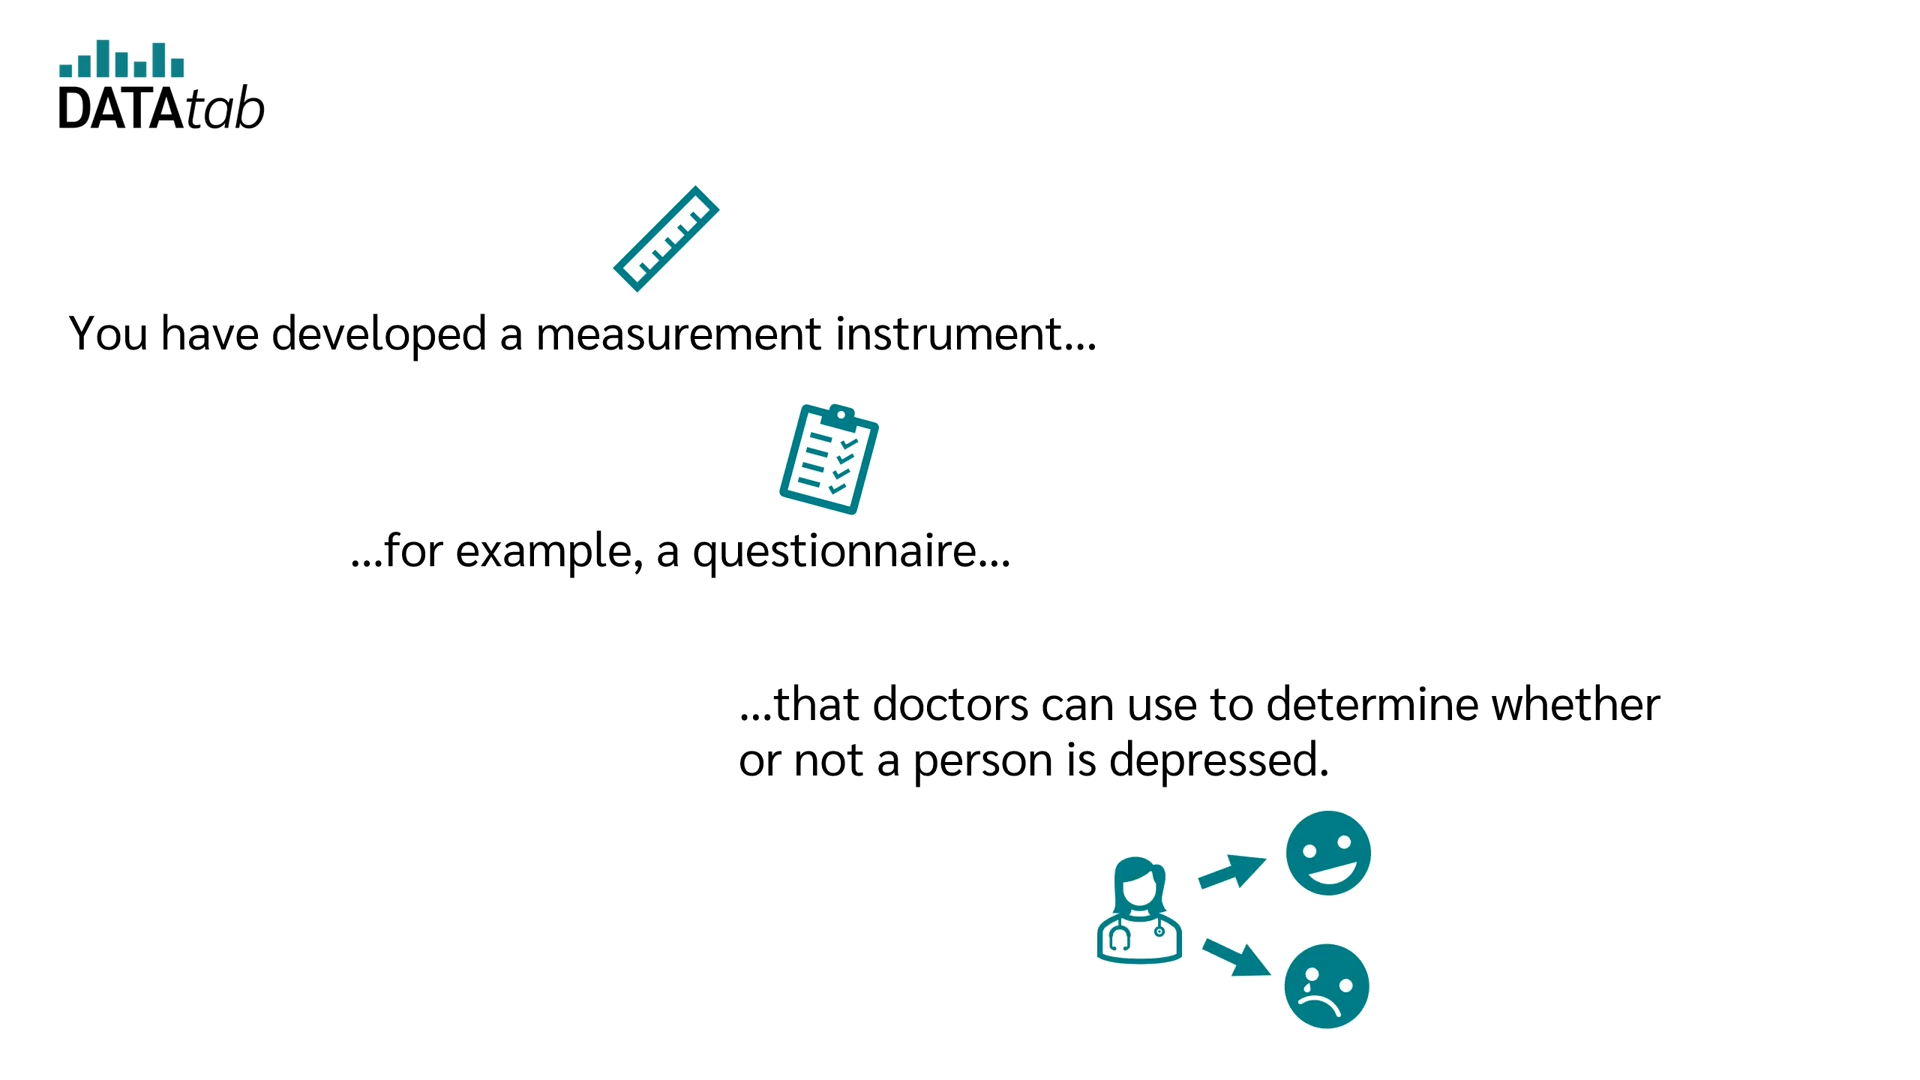 DATAtab
You have developed a measurement instrument...
...for example, a questionnaire...
...that doctors can use to determine whether
or not a person is depressed.